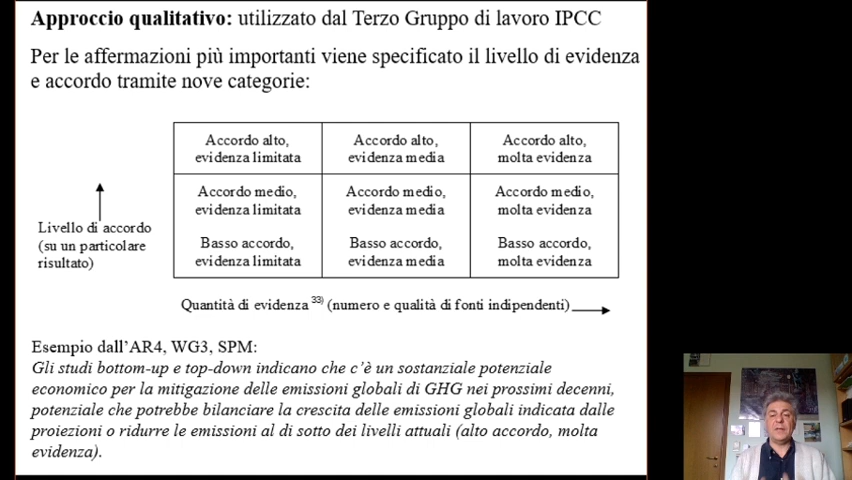 Approccio qualitativo: utilizzato dal Terzo Gruppo di lavoro IPCC
Per le affermazioni più importanti viene specificato il livello di evidenza
e accordo tramite nove categorie:
Accordo alto,
evidenza limitata
Accordo alto,
evidenza media
Accordo alto,
molta evidenza
Accordo medio,
evidenza limitata
Accordo medio,
evidenza media
Accordo medio,
molta evidenza
Livello di accordo
(su un particolare
risultato)
Basso accordo,
evidenza limitata
Basso accordo,
evidenza media
Basso accordo,
molta evidenza
Quantità di evidenza 33) (numero e qualità di fonti indipendenti)
Esempio dall'AR4, WG3, SPM:
Gli studi bottom-up e top-down indicano che c'è un sostanziale potenziale
economico per la mitigazione delle emissioni globali di GHG nei prossimi decenni,
potenziale che potrebbe bilanciare la crescita delle emissioni globali indicata dalle
proiezioni o ridurre le emissioni al di sotto dei livelli attuali (alto accordo, molta
evidenza).